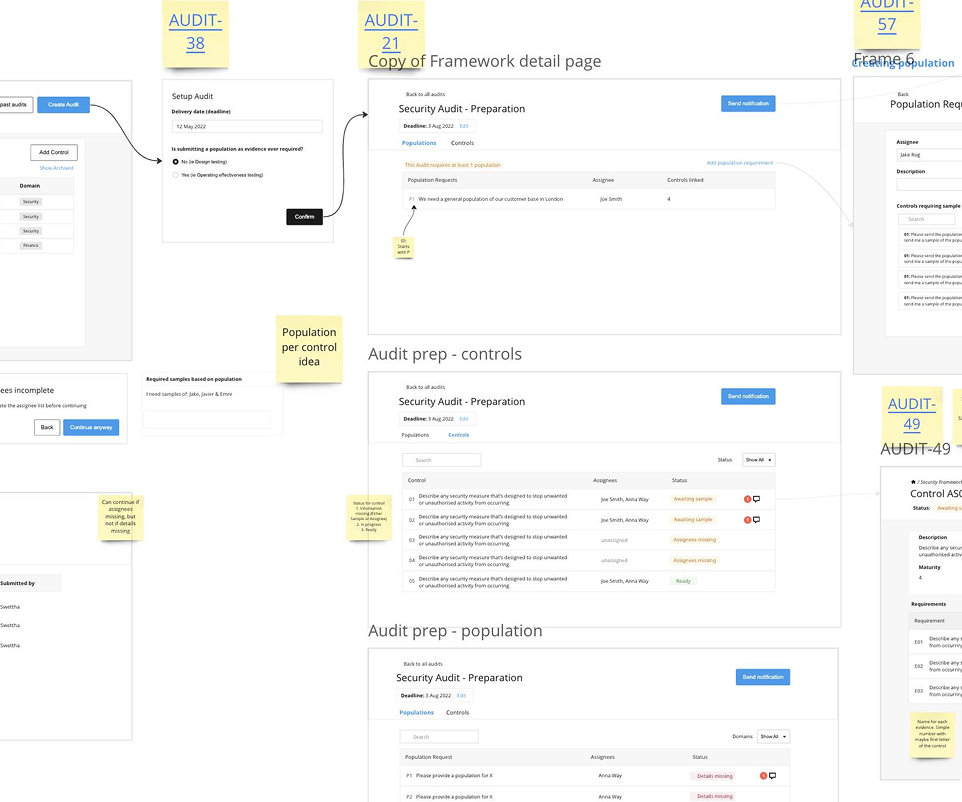 AUDIT-
38
AUDIT-
21
AUDIT-
57
Copy of Framework detail page
Frame 6
Creating population
past audits
Create Audit
Add Control
Show Archived
Domain
Security
Security
Security
Finance
Setup Audit
Delivery date (deadline)
12 May 2022
Is submitting a population as evidence ever required?
No (ie Design testing)
Yes (ie Operating effectiveness testing)
Confirm
Back to all audits
Security Audit - Preparation
Send notification
Deadline: 3 Aug 2022 Edit
Populations Controls
This Audit requires at least 1 population
Add population requirement
Population Requests Assignee Controls linked
P1 We need a general population of our customer base in London Joe Smith 4
ID:
Starts
with P
Back
Population Requ
Assignee
Jake Rog
Description
Controls requiring sample
Search
01: Please send the population
send me a sample of the popu
01: Please send the population
send me a sample of the popu
01: Please send the population
send me a sample of the popu
01: Please send the population
send me a sample of the popu
Population
per control
idea
ees incomplete
te the assignee list before continuing
Back
Continue anyway
Required samples based on population
I need samples of: Jake, Javier & Emre
Audit prep - controls
Back to all audits
Security Audit - Preparation
Send notification
Deadline: 3 Aug 2022 Edit
Populations Controls
Search
Status Show All
Control Assignees Status
01 Describe any security measure that's designed to stop unwanted
or unauthorised activity from occurring.
Joe Smith, Anna Way Awaiting sample
02 Describe any security measure that's designed to stop unwanted
or unauthorised activity from occurring.
Joe Smith, Anna Way Awaiting sample
03 Describe any security measure that's designed to stop unwanted
or unauthorised activity from occurring.
unassigned Assignees missing
04 Describe any security measure that's designed to stop unwanted
or unauthorised activity from occurring.
unassigned Assignees missing
05 Describe any security measure that's designed to stop unwanted
or unauthorised activity from occurring.
Joe Smith, Anna Way Ready
Status for control
1. Information
missing (Either
Sample or Assignee)
2. In progress
3. Ready
Can continue if
assignees
missing, but
not if details
missing
Submitted by
Swettha
Swettha
Swettha
AUDIT-
49
AUDIT-49
/ Security Framework
Control ASC
Status: Awaiting s
Description
Describe any secu
unauthorised activ
Maturity
4
Requirements
Requirement
E01 Describe any se
from occurring
E02 Describe any se
from occurring
E03 Describe any se
from occurring
Name for each
evidence. Simple
number with
maybe first letter
of the control
Audit prep - population
Back to all audits
Security Audit - Preparation
Send notification
Deadline: 3 Aug 2022 Edit
Populations Controls
Search
Domains Show All
Population Request Assignees Status
P1 Please provide a population for X Anna Way Details missing
P2 Please provide a population for X Anna Way Details missing